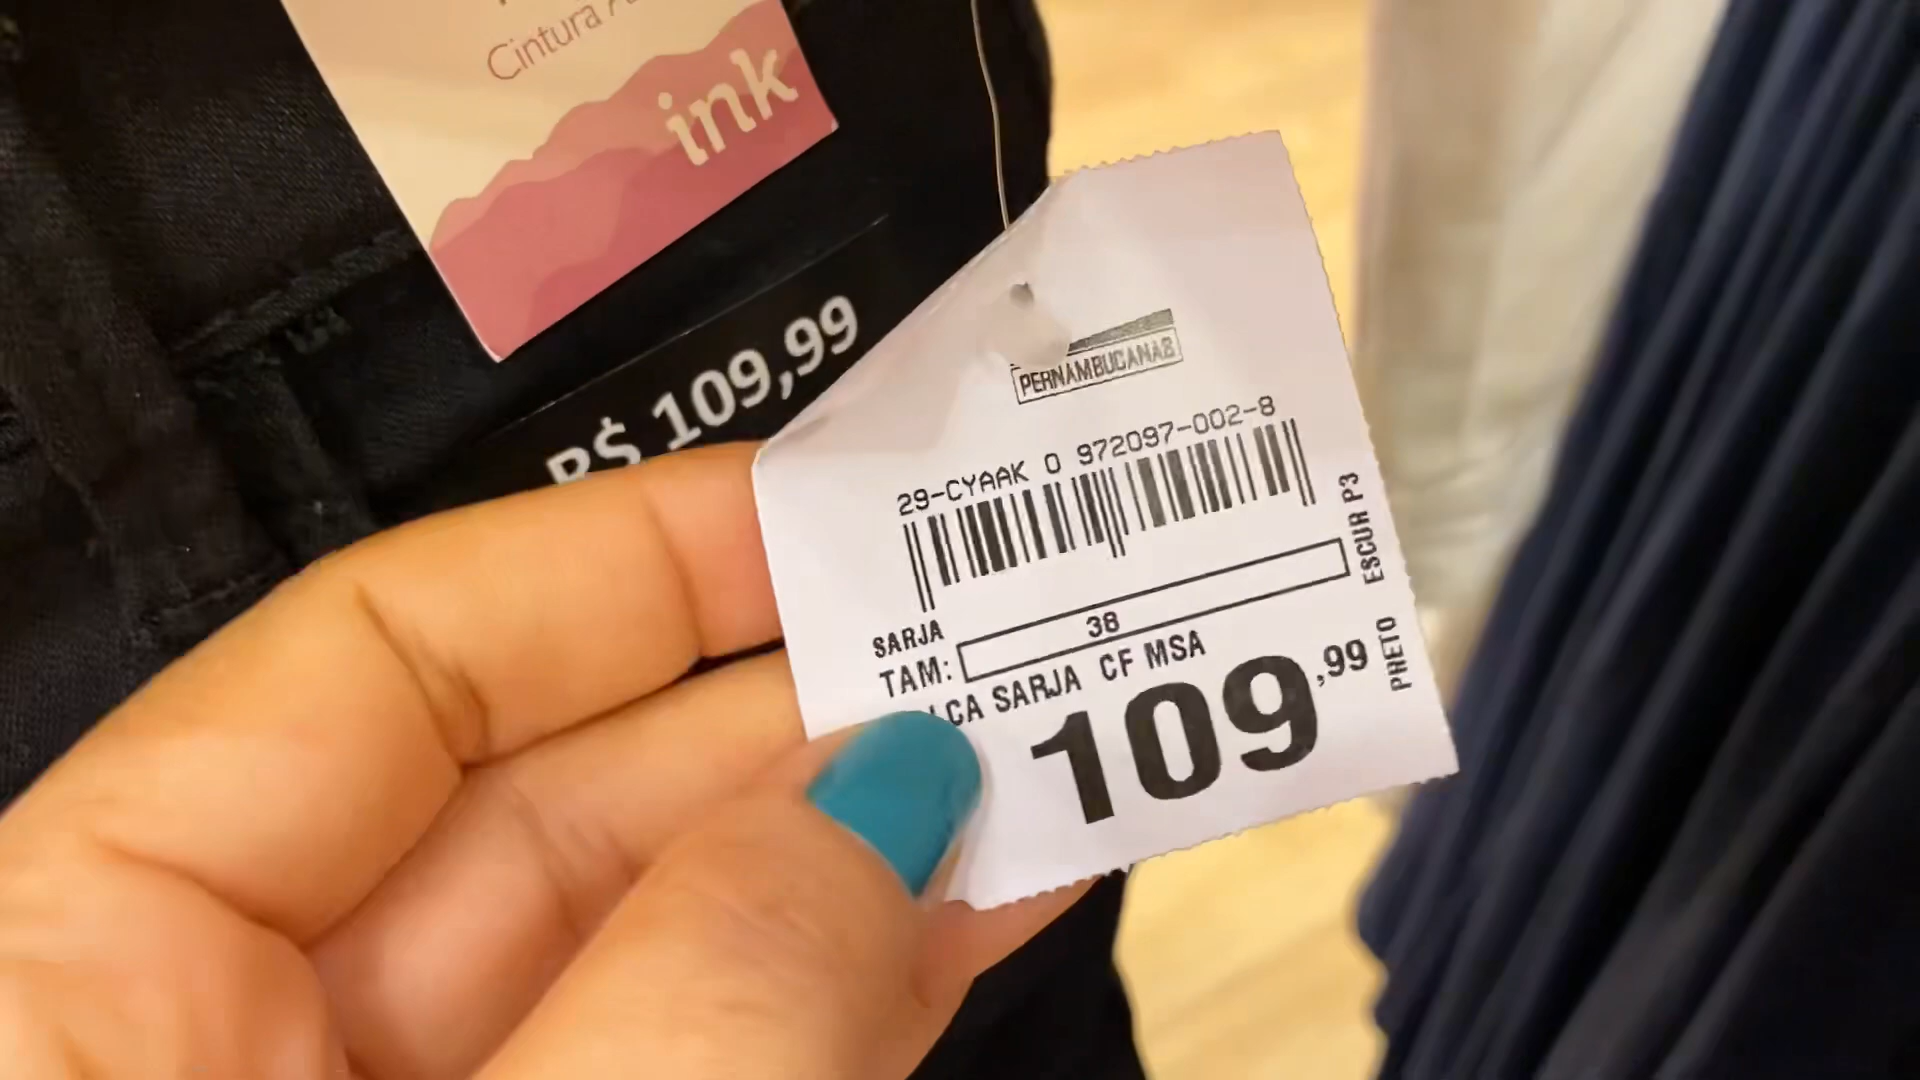 Cintura
ink
R$ 109,99
PERNAMBUCANAS
29-CYAAK 0 972097-002-8
SARJA
TAM: 38
LCA SARJA CF MSA
109,99
ESCUR P3
PRETO